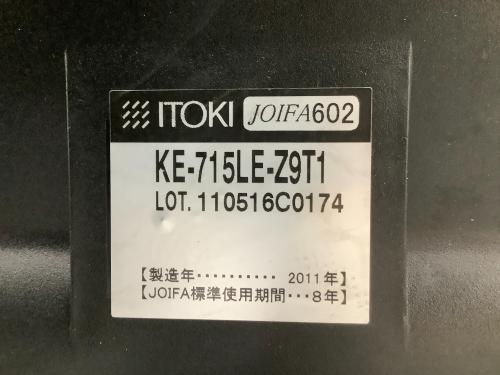 ITOKI JOIFA602
KE-715LE-Z9T1
LOT. 110516C0174
【製造年·········· 2011年】
【JOIFA標準使用期間···8年】